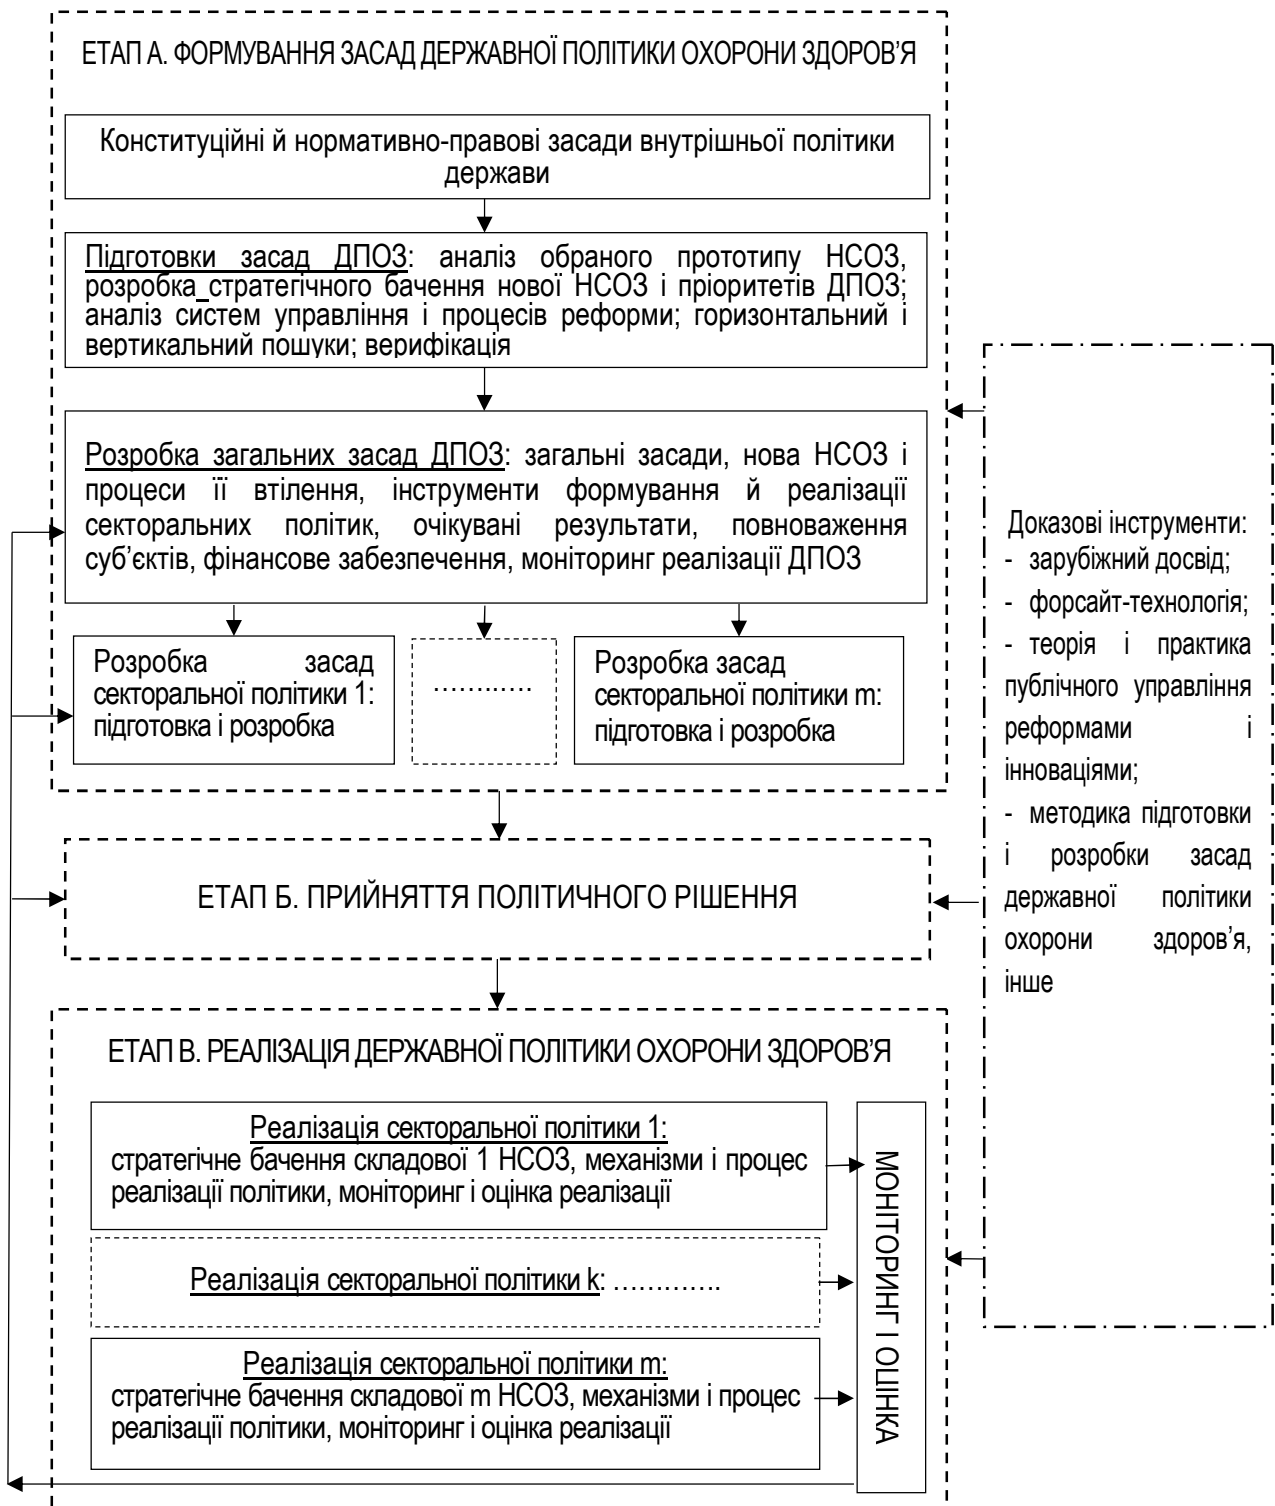 ЕТАП А. ФОРМУВАННЯ ЗАСАД ДЕРЖАВНОЇ ПОЛІТИКИ ОХОРОНИ ЗДОРОВ’Я
Конституційні й нормативно-правові засади внутрішньої політики
держави
Підготовки засад ДПОЗ: аналіз обраного прототипу НСОЗ,
розробка стратегічного бачення нової НСОЗ і пріоритетів ДПОЗ;
аналіз систем управління і процесів реформи; горизонтальний і
вертикальний пошуки; верифікація
Розробка загальних засад ДПОЗ: загальні засади, нова НСОЗ і
процеси її втілення, інструменти формування й реалізації
секторальних політик, очікувані результати, повноваження
суб’єктів, фінансове забезпечення, моніторинг реалізації ДПОЗ
Розробка засад
секторальної політики 1:
підготовка і розробка
………….
Розробка засад
секторальної політики m:
підготовка і розробка
ЕТАП Б. ПРИЙНЯТТЯ ПОЛІТИЧНОГО РІШЕННЯ
ЕТАП В. РЕАЛІЗАЦІЯ ДЕРЖАВНОЇ ПОЛІТИКИ ОХОРОНИ ЗДОРОВ’Я
Реалізація секторальної політики 1:
стратегічне бачення складової 1 НСОЗ, механізми і процес
реалізації політики, моніторинг і оцінка реалізації
Реалізація секторальної політики k: ………….
Реалізація секторальної політики m:
стратегічне бачення складової m НСОЗ, механізми і процес
реалізації політики, моніторинг і оцінка реалізації
МОНІТОРИНГ І ОЦІНКА
Доказові інструменти:
- зарубіжний досвід;
- форсайт-технологія;
- теорія і практика
публічного управління
реформами і
інноваціями;
- методика підготовки
і розробки засад
державної політики
охорони здоров’я,
інше